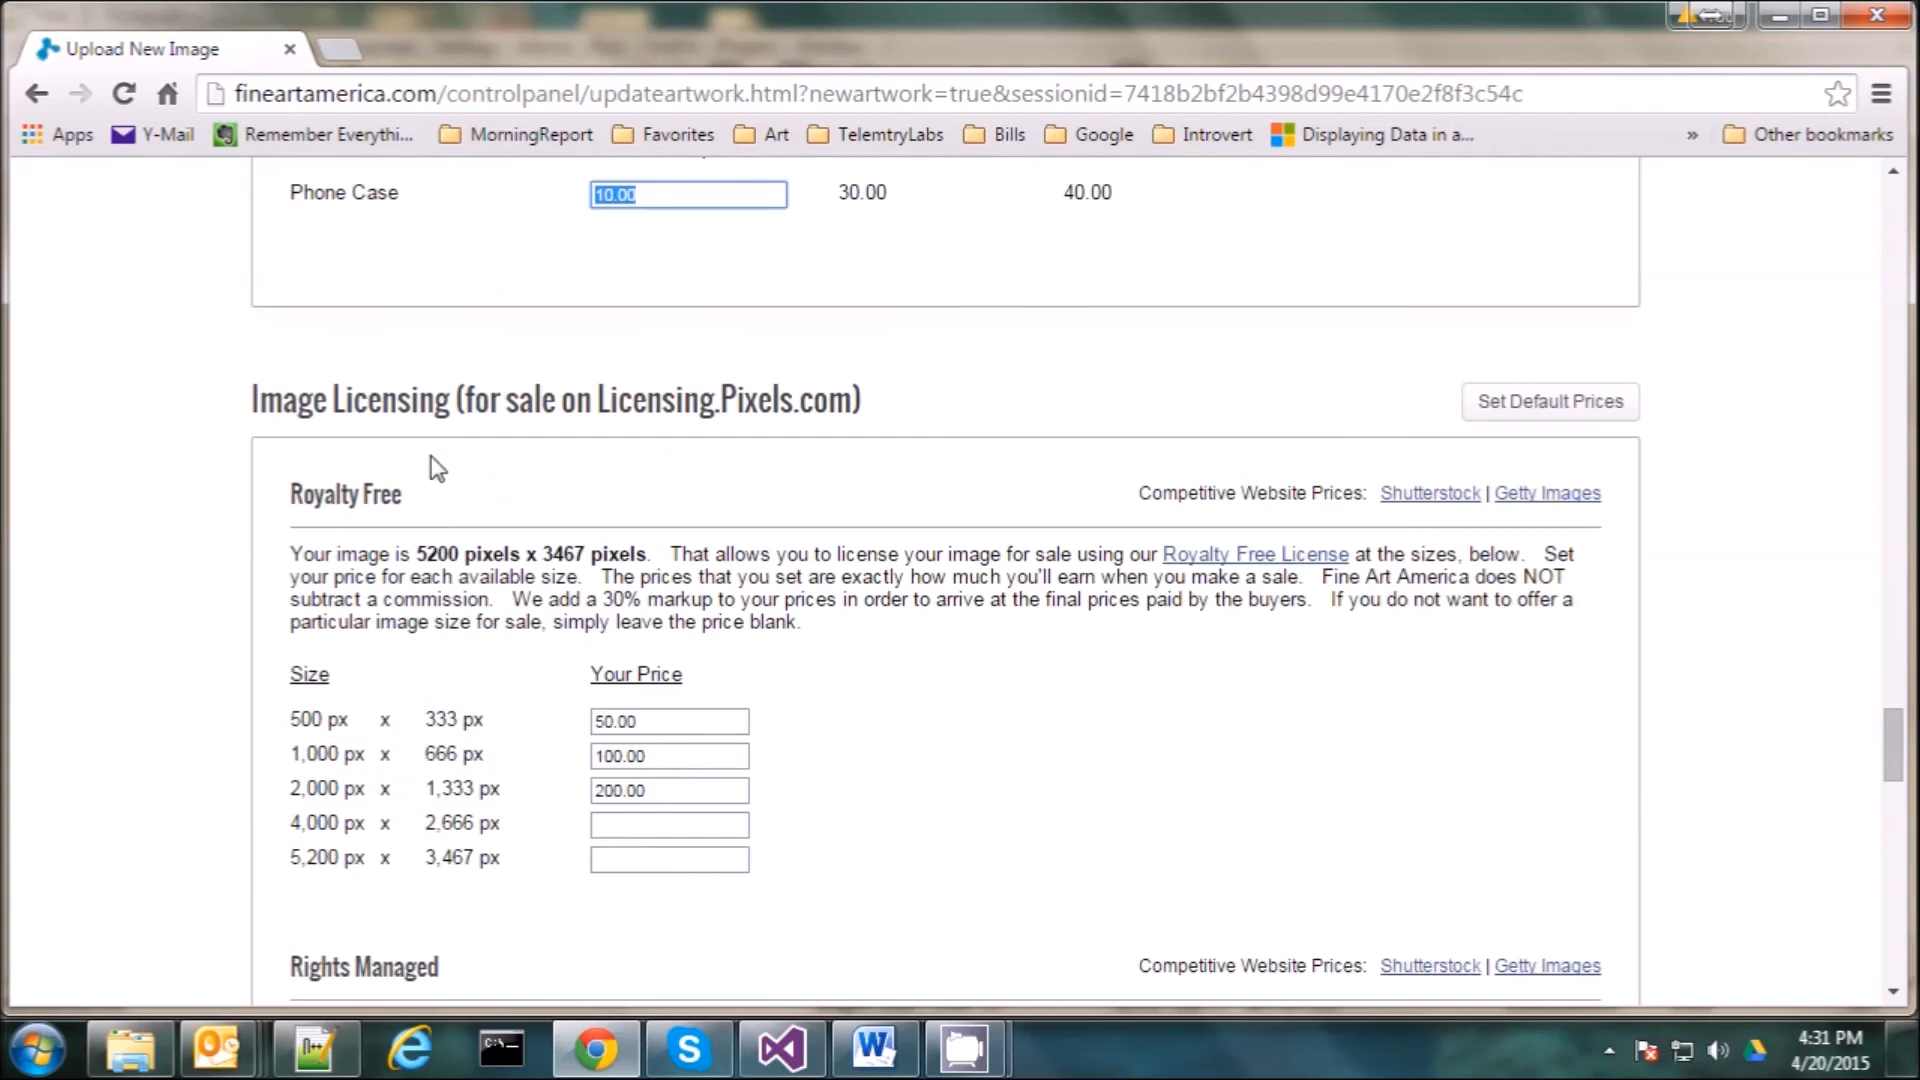 Upload New Image
fineartamerica.com/controlpanel/updateartwork.html?newartwork=true&sessionid=7418b2bf2b4398d99e4170e2f8f3c54c
Apps Y-Mail Remember Everythi... MorningReport Favorites Art TelemtryLabs Bills Google Introvert Displaying Data in a... » Other bookmarks
Phone Case 10.00 30.00 40.00
Image Licensing (for sale on Licensing.Pixels.com) Set Default Prices
Royalty Free Competitive Website Prices: Shutterstock | Getty Images
Your image is 5200 pixels x 3467 pixels. That allows you to license your image for sale using our Royalty Free License at the sizes, below. Set
your price for each available size. The prices that you set are exactly how much you'll earn when you make a sale. Fine Art America does NOT
subtract a commission. We add a 30% markup to your prices in order to arrive at the final prices paid by the buyers. If you do not want to offer a
particular image size for sale, simply leave the price blank.
Size Your Price
500 px x 333 px 50.00
1,000 px x 666 px 100.00
2,000 px x 1,333 px 200.00
4,000 px x 2,666 px
5,200 px x 3,467 px
Rights Managed Competitive Website Prices: Shutterstock | Getty Images
4:31 PM
4/20/2015